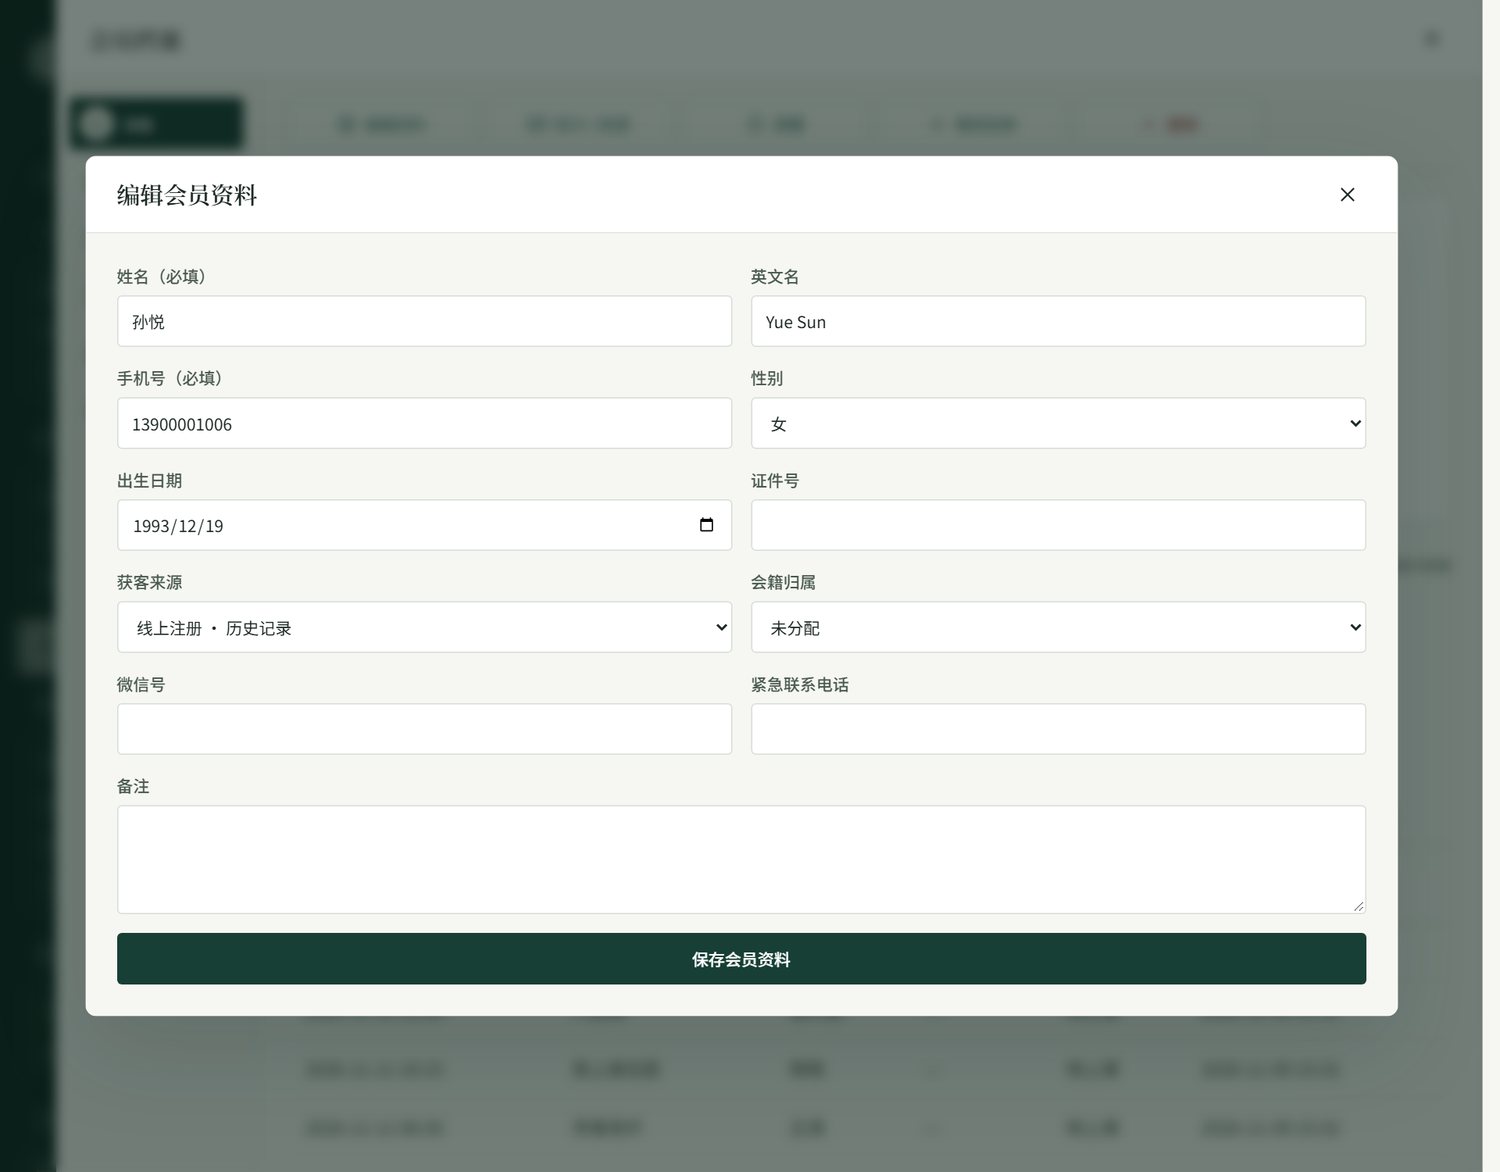 编辑会员资料
姓名（必填）
英文名
孙悦
Yue Sun
手机号（必填）
性别
13900001006
女
出生日期
证件号
1993/12/19
获客来源
会籍归属
线上注册 · 历史记录
未分配
微信号
紧急联系电话
备注
保存会员资料